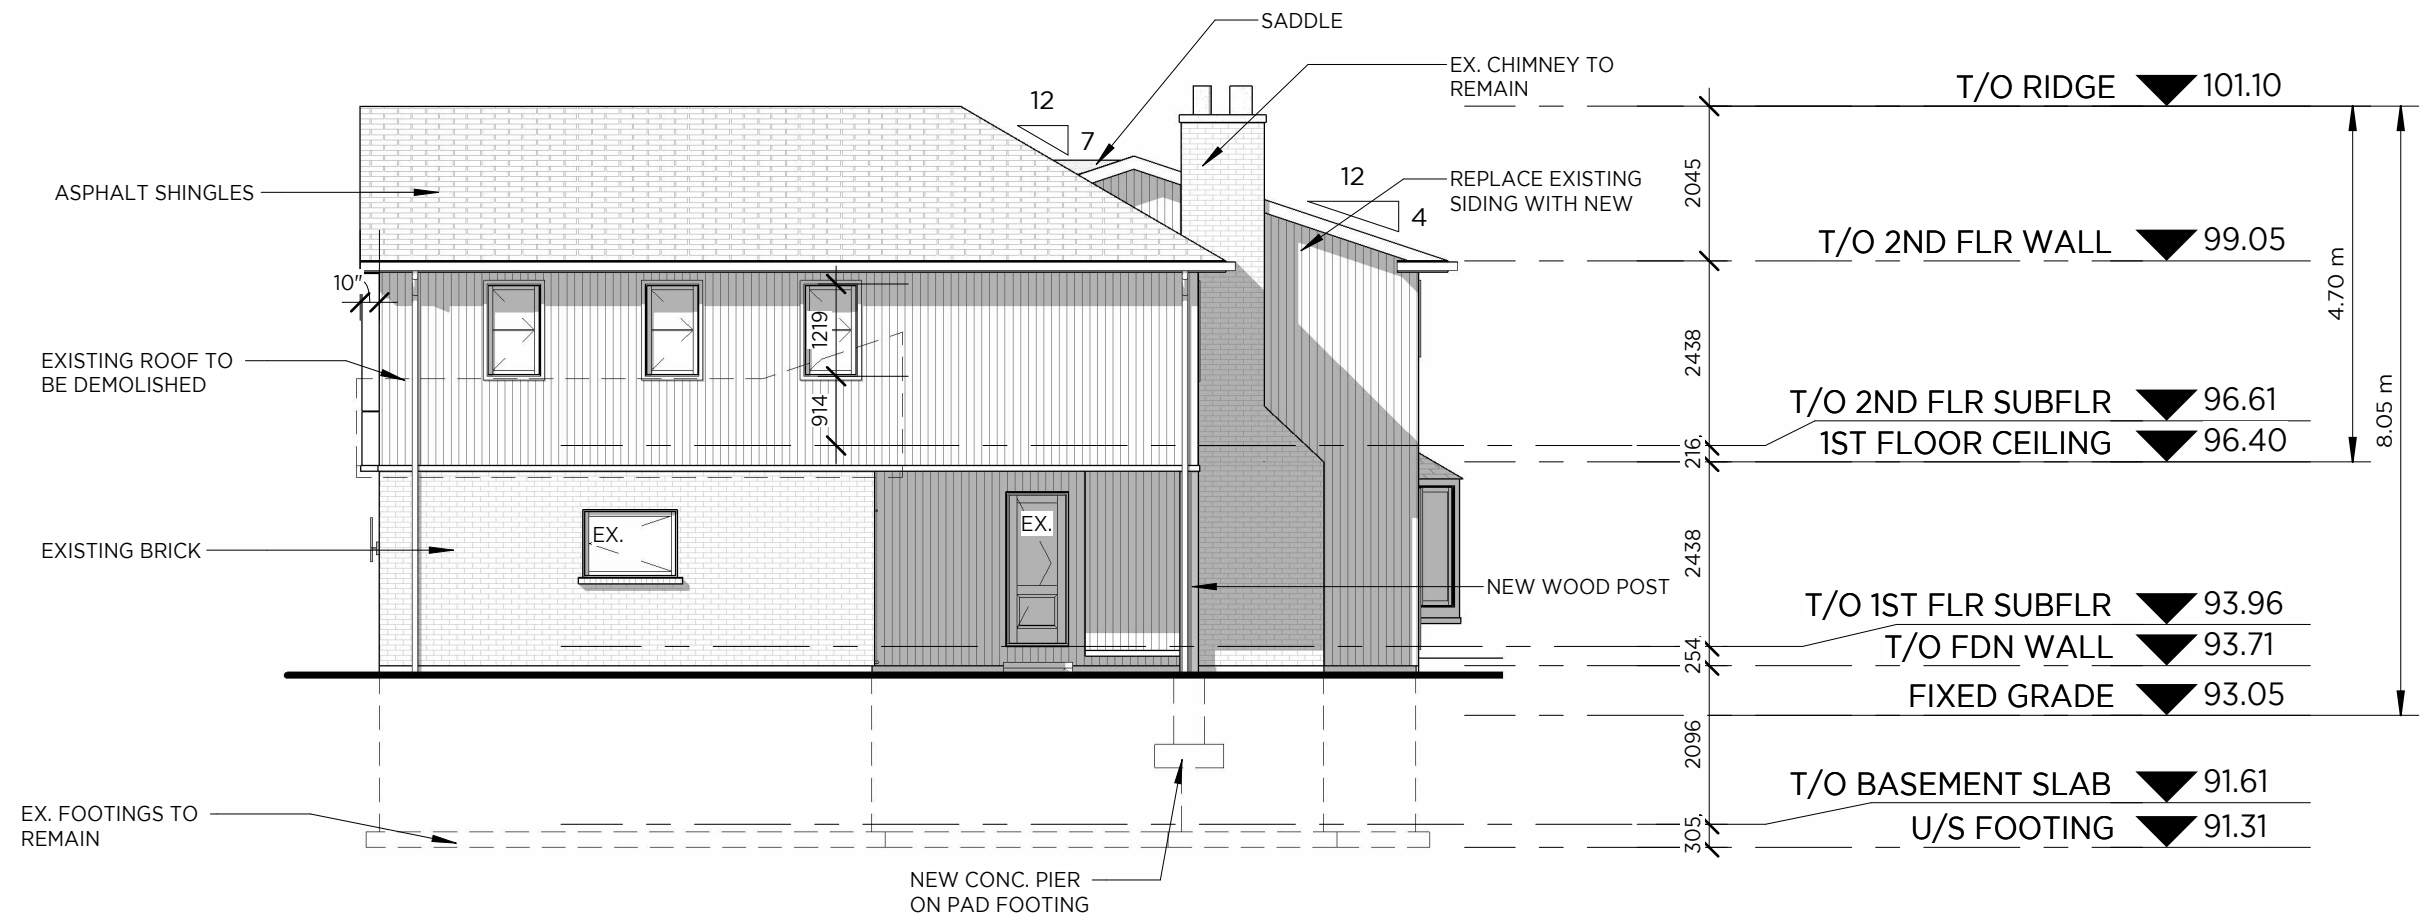 SADDLE
EX. CHIMNEY TO
REMAIN
T/O RIDGE 101.10
12
7
ASPHALT SHINGLES
12
4
REPLACE EXISTING
SIDING WITH NEW
2045
T/O 2ND FLR WALL 99.05
10"
EXISTING ROOF TO
BE DEMOLISHED
1219
914
2438
4.70 m
8.05 m
T/O 2ND FLR SUBFLR 96.61
216
1ST FLOOR CEILING 96.40
EX.
EX.
EXISTING BRICK
2438
NEW WOOD POST
T/O 1ST FLR SUBFLR 93.96
254
T/O FDN WALL 93.71
FIXED GRADE 93.05
2096
T/O BASEMENT SLAB 91.61
305
U/S FOOTING 91.31
EX. FOOTINGS TO
REMAIN
NEW CONC. PIER
ON PAD FOOTING